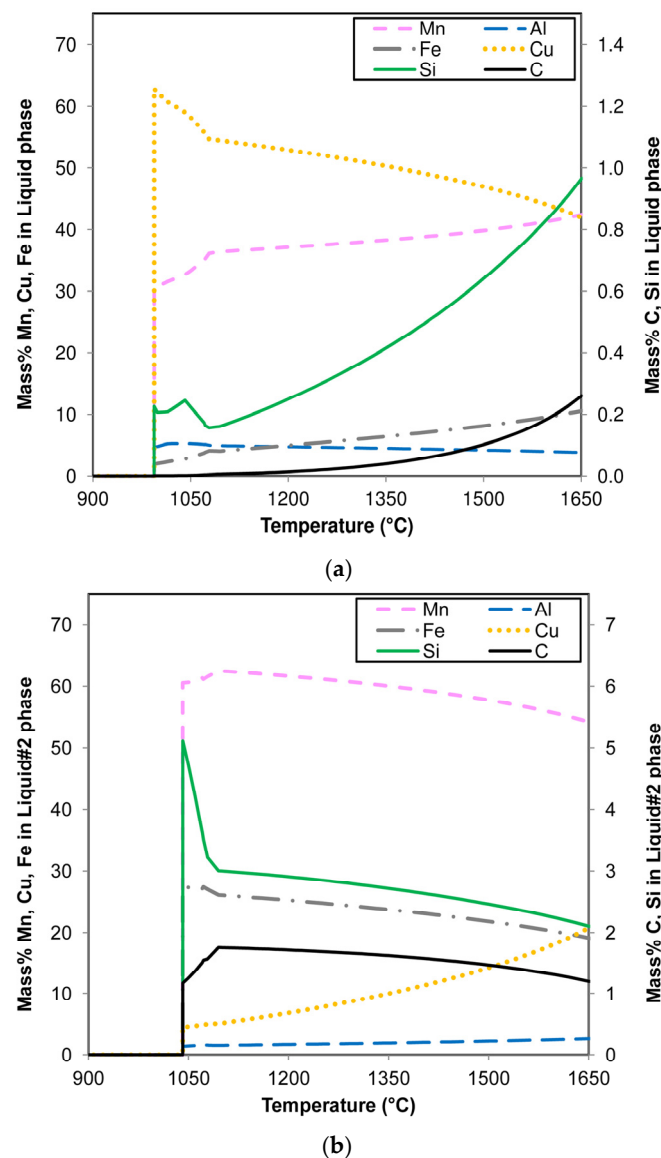 Mn Al
Fe Cu
Si C
70
60
50
40
30
20
10
0
1.4
1.2
1.0
0.8
0.6
0.4
0.2
0.0
900 1050 1200 1350 1500 1650
Mass% Mn, Cu, Fe in Liquid phase
Mass% C, Si in Liquid phase
Temperature (°C)
(a)
Mn Al
Fe Cu
Si C
70
60
50
40
30
20
10
0
7
6
5
4
3
2
1
0
900 1050 1200 1350 1500 1650
Mass% Mn, Cu, Fe in Liquid#2 phase
Mass% C, Si in Liquid#2 phase
Temperature (°C)
(b)